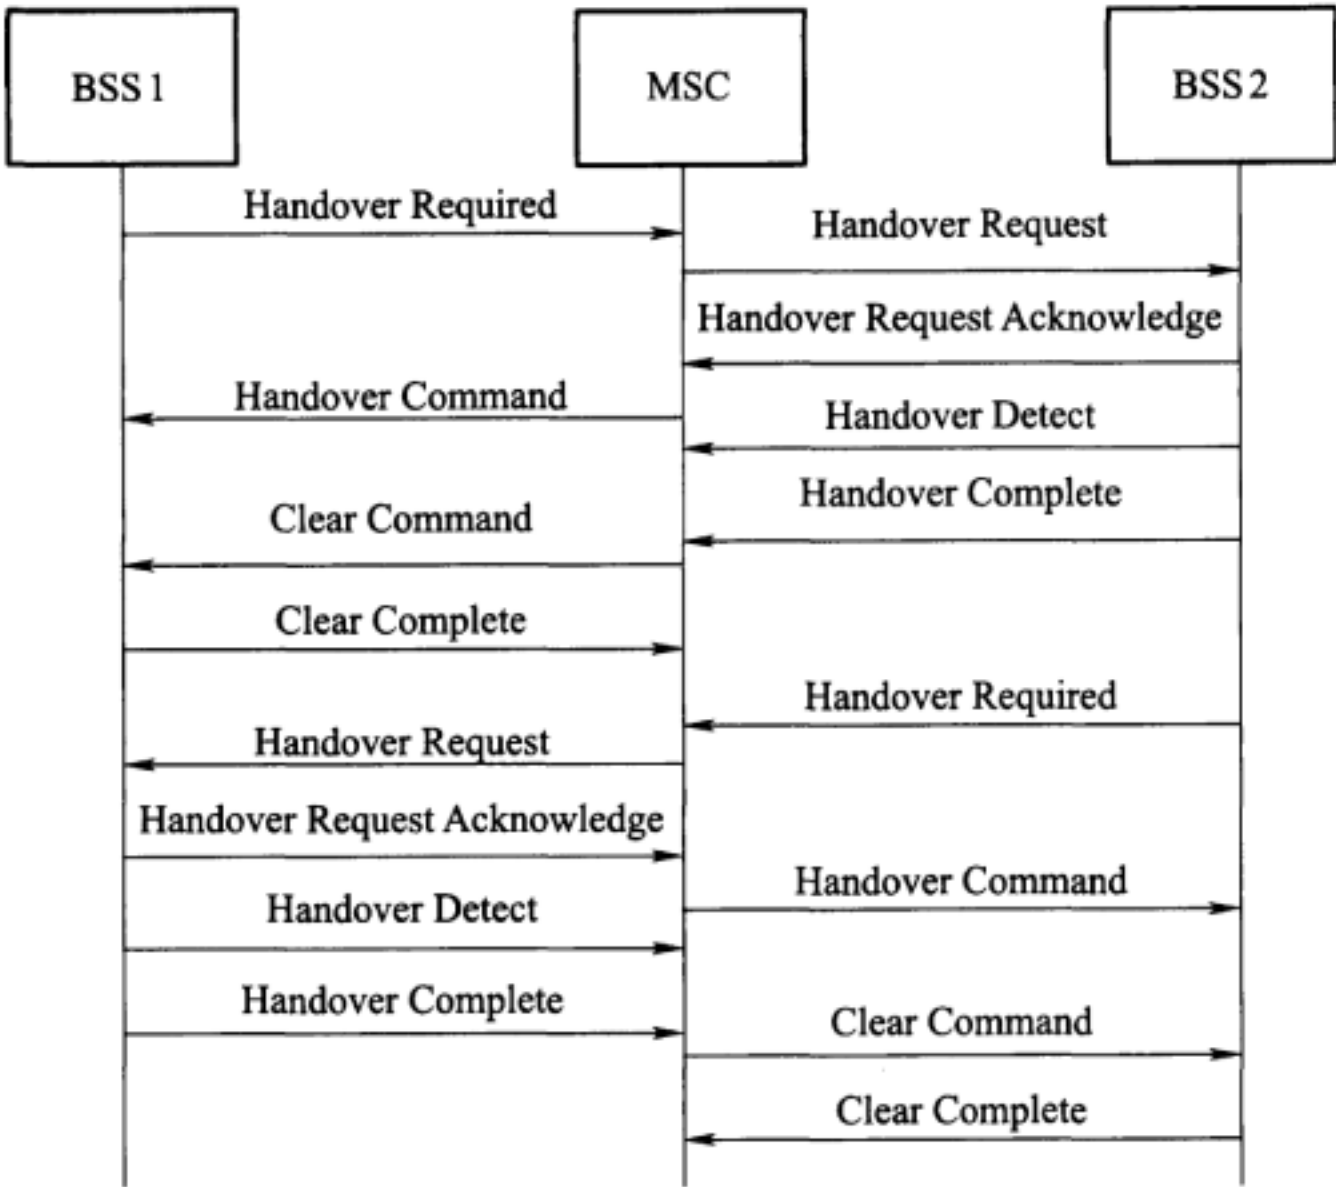 BSS 1
MSC
BSS 2
Handover Required
Handover Request
Handover Request Acknowledge
Handover Command
Handover Detect
Handover Complete
Clear Command
Clear Complete
Handover Required
Handover Request
Handover Request Acknowledge
Handover Command
Handover Detect
Handover Complete
Clear Command
Clear Complete